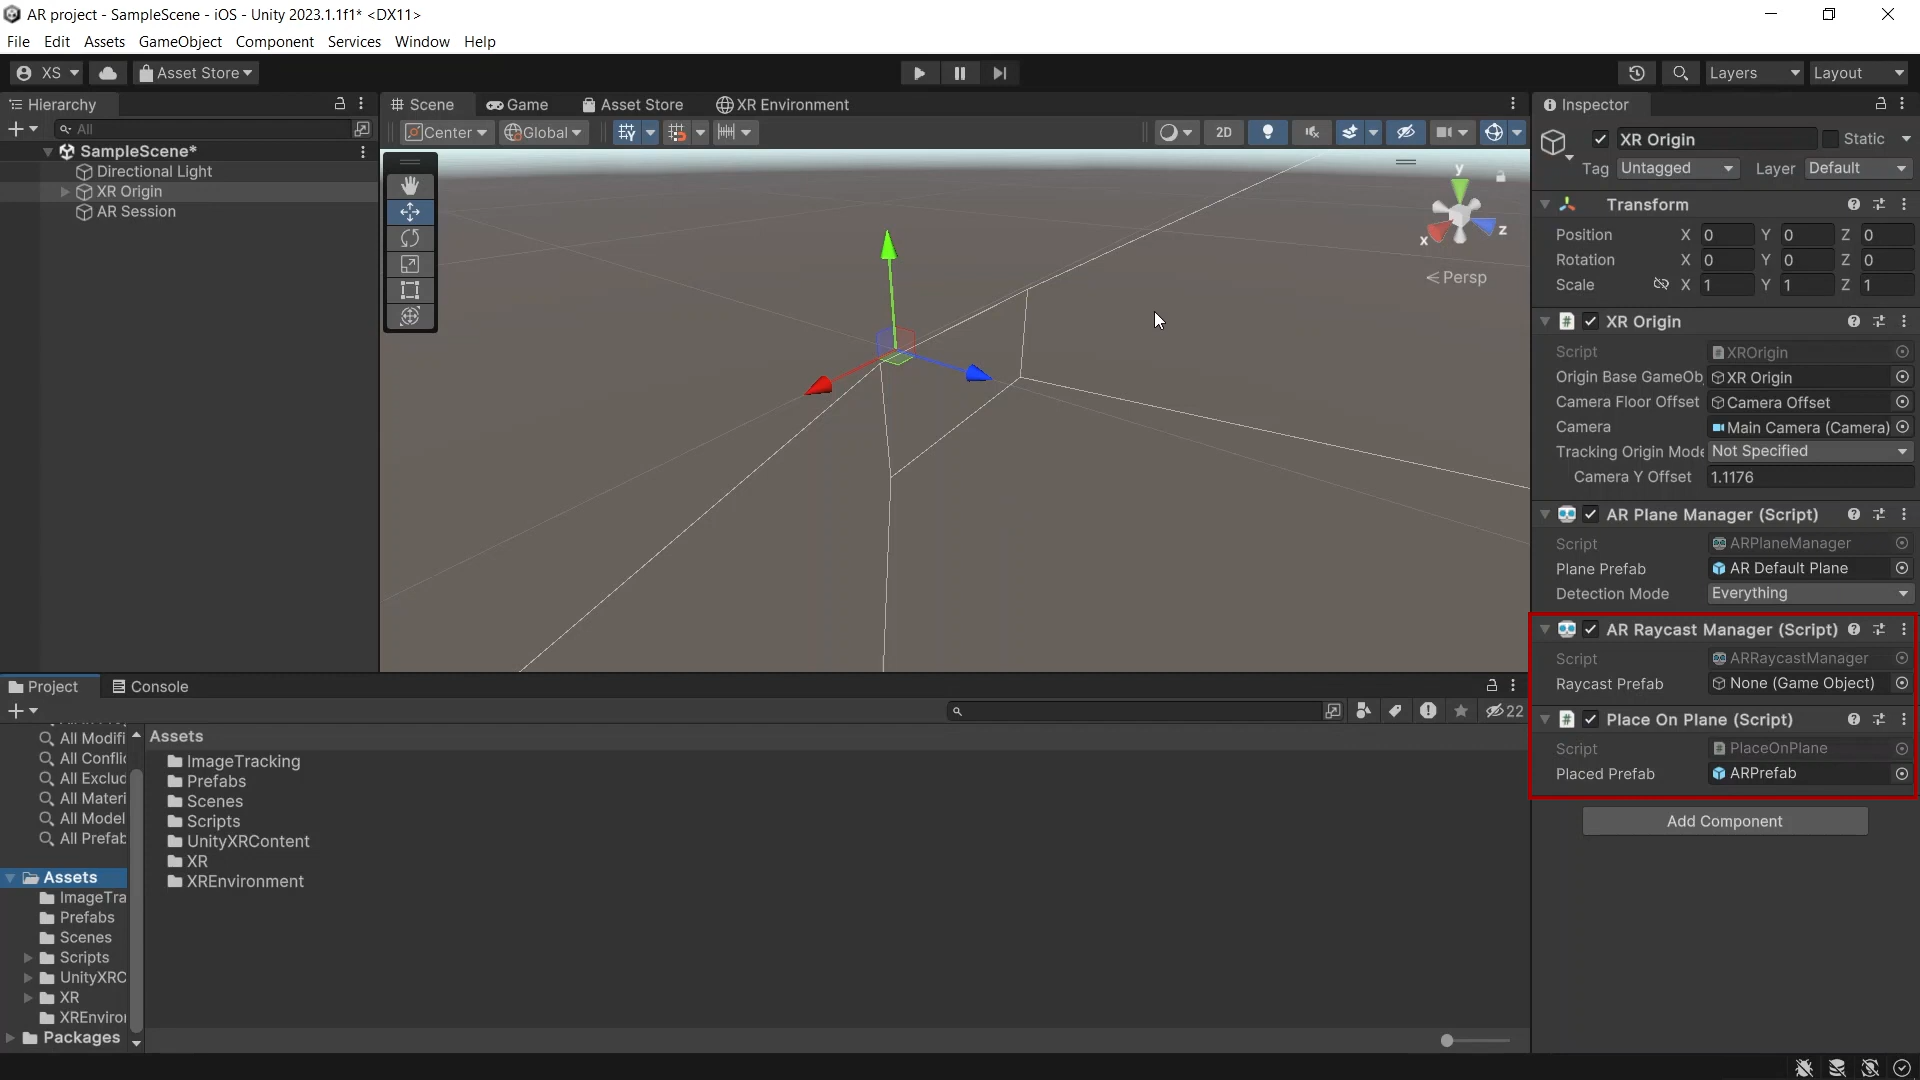 AR project - SampleScene - iOS - Unity 2023.1.1f1* <DX11>
File Edit Assets GameObject Component Services Window Help
XS Asset Store Layers Layout
Hierarchy
All
SampleScene*
Directional Light
XR Origin
AR Session
Scene Game Asset Store XR Environment
Center Global 2D
y
x
z
Persp
Inspector
XR Origin Static
Tag Untagged Layer Default
Transform
Position X 0 Y 0 Z 0
Rotation X 0 Y 0 Z 0
Scale X 1 Y 1 Z 1
XR Origin
Script XROrigin
Origin Base GameOb XR Origin
Camera Floor Offset Camera Offset
Camera Main Camera (Camera)
Tracking Origin Mode Not Specified
Camera Y Offset 1.1176
AR Plane Manager (Script)
Script ARPlaneManager
Plane Prefab AR Default Plane
Detection Mode Everything
AR Raycast Manager (Script)
Script ARRaycastManager
Raycast Prefab None (Game Object)
Place On Plane (Script)
Script PlaceOnPlane
Placed Prefab ARPrefab
Add Component
Project Console
22
All Modifi
All Conflic
All Exclud
All Materi
All Model
All Prefab
Assets
ImageTra
Prefabs
Scenes
Scripts
UnityXRC
XR
XREnviro
Packages
Assets
ImageTracking
Prefabs
Scenes
Scripts
UnityXRContent
XR
XREnvironment